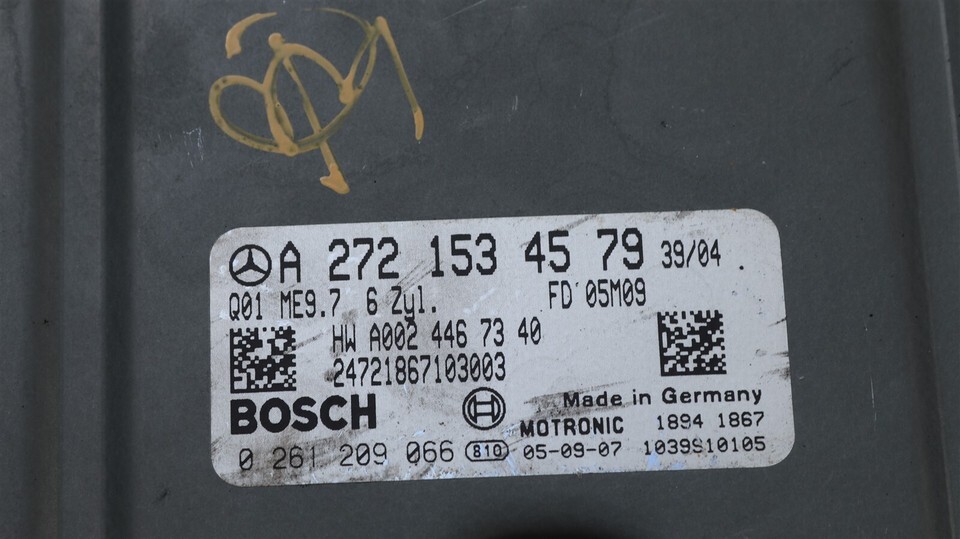 A 272 153 45 79 39/04
Q01 ME9.7 6 Zyl. FD 05M09
HW A002 446 73 40
24721867103003
BOSCH
Made in Germany
MOTRONIC 1894 1867
0 261 209 066 810 05-09-07 1039S10105